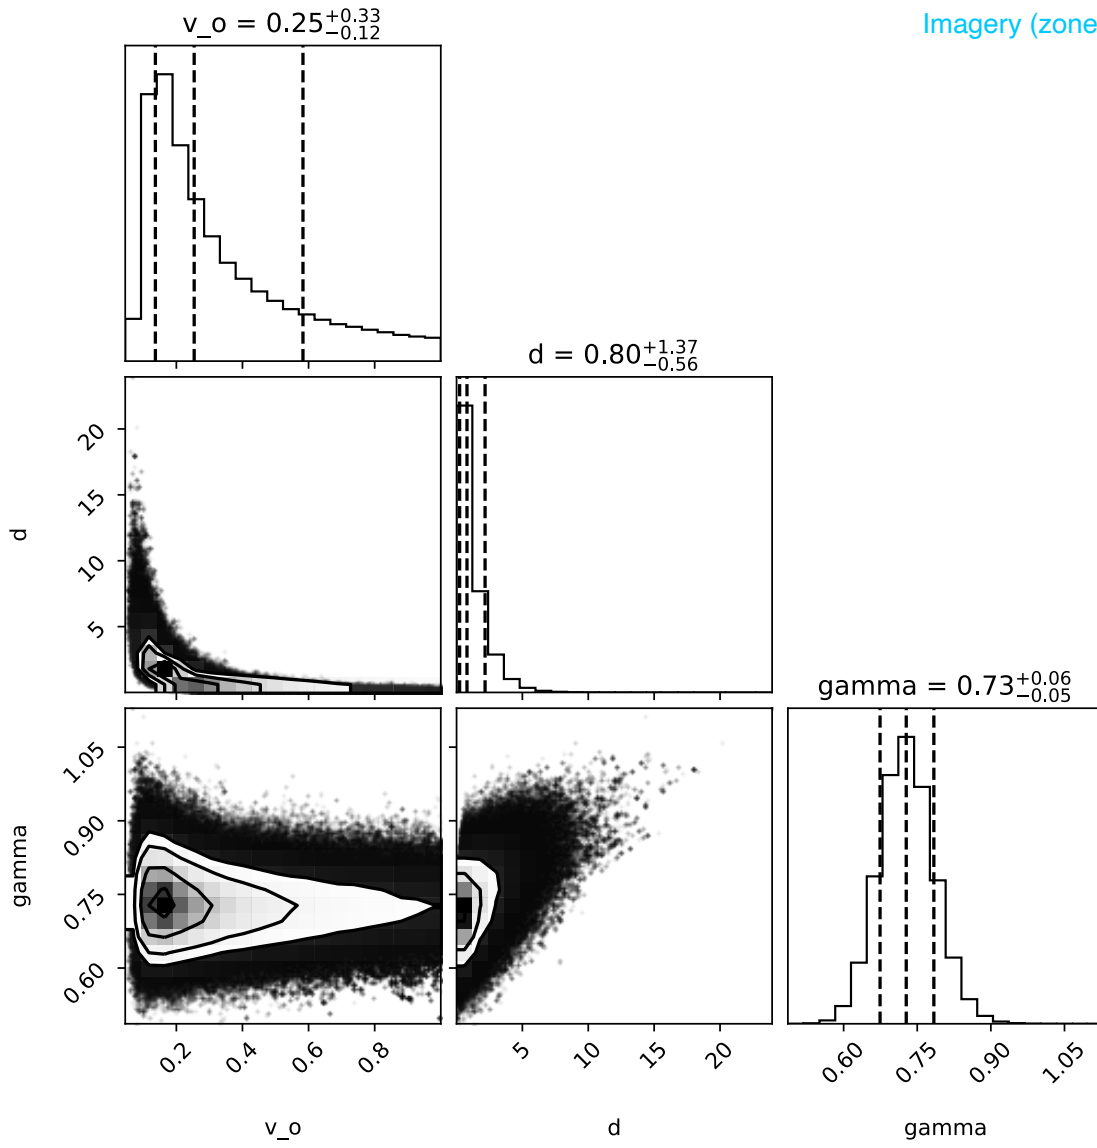 Imagery (zone
v_o = 0.25 +0.33 −0.12
d = 0.80 +1.37 −0.56
20
15
10
5
d
gamma = 0.73 +0.06 −0.05
1.05
0.90
0.75
0.60
gamma
0.2 0.4 0.6 0.8
5 10 15 20
0.60 0.75 0.90 1.05
v_o d gamma